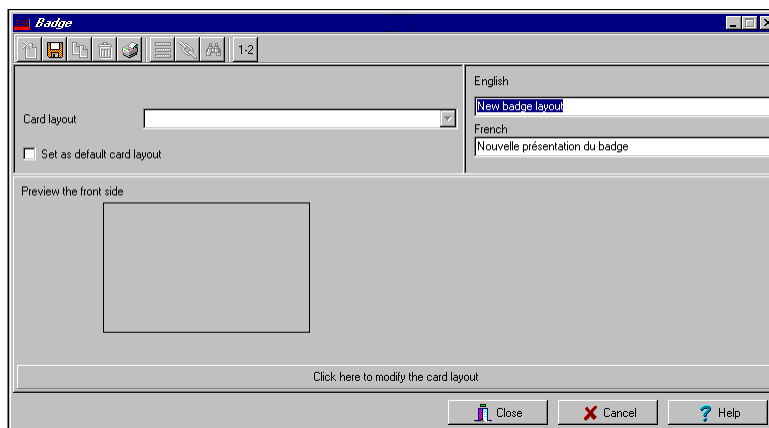 Badge
1-2
English
New badge layout
Card layout
French
Nouvelle présentation du badge
Set as default card layout
Preview the front side
Click here to modify the card layout
Close
Cancel
? Help